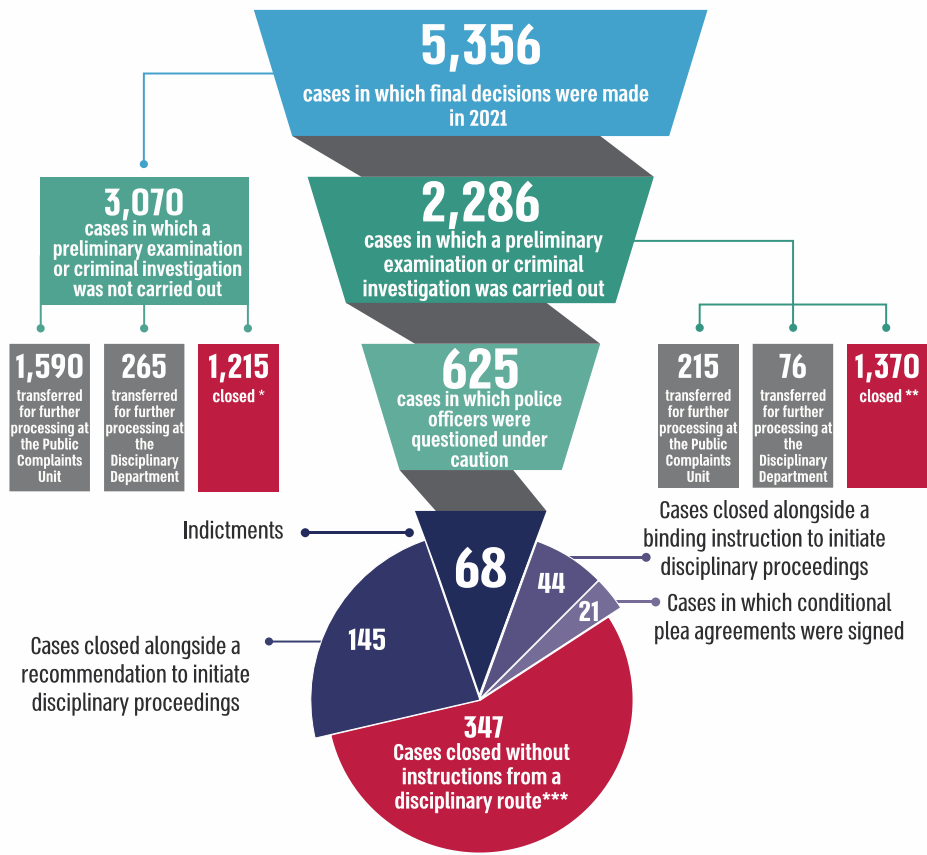 5,356
cases in which final decisions were made
in 2021
3,070
cases in which a
preliminary examination
or criminal investigation
was not carried out
2,286
cases in which a preliminary
examination or criminal
investigation was carried out
1,590
transferred
for further
processing at
the Public
Complaints
Unit
265
transferred
for further
processing at
the
Disciplinary
Department
1,215
closed *
625
cases in which police
officers were
questioned under
caution
215
transferred
for further
processing at
the Public
Complaints
Unit
76
transferred
for further
processing at
the
Disciplinary
Department
1,370
closed **
Indictments
68
Cases closed alongside a
binding instruction to initiate
disciplinary proceedings
44
21
Cases in which conditional
plea agreements were signed
145
Cases closed alongside a
recommendation to initiate
disciplinary proceedings
347
Cases closed without
instructions from a
disciplinary route***